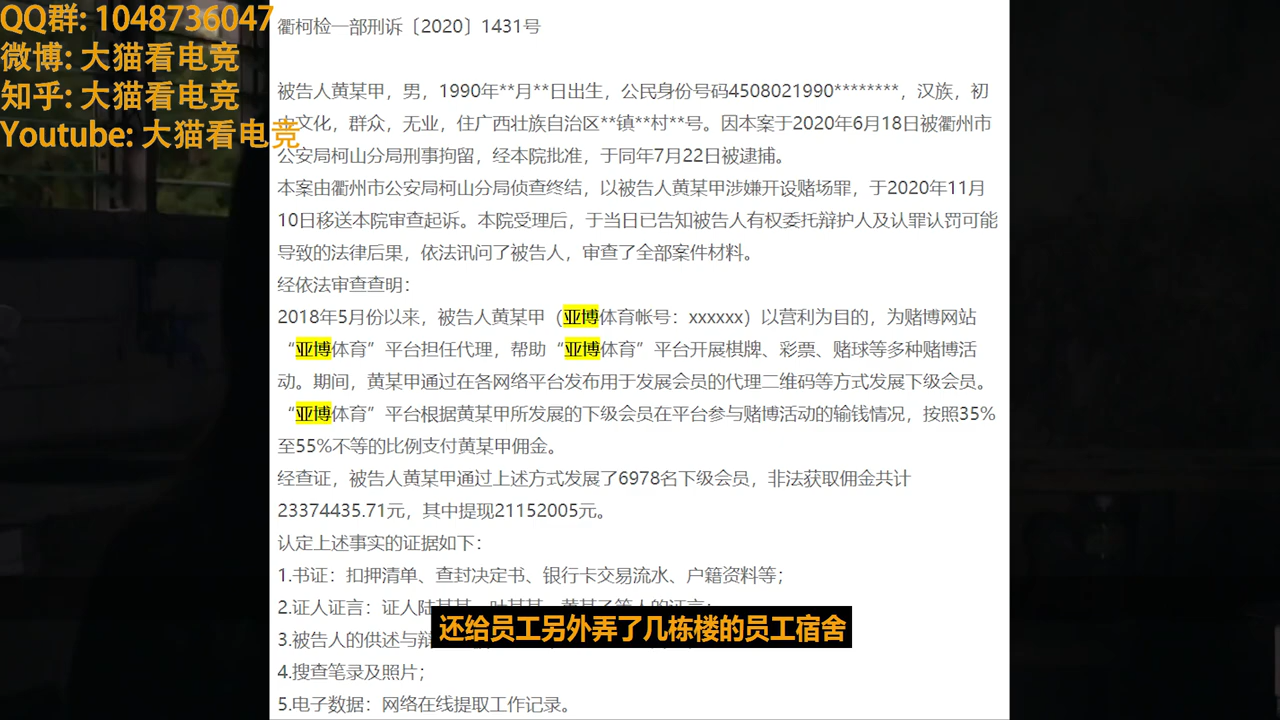 QQ群: 1048736047
微博: 大猫看电竞
知乎: 大猫看电竞
Youtube: 大猫看电竞
衢柯检一部刑诉〔2020〕1431号
被告人黄某甲，男，1990年**月**日出生，公民身份号码4508021990********，汉族，初
文化，群众，无业，住广西壮族自治区**镇**村**号。因本案于2020年6月18日被衢州市
公安局柯山分局刑事拘留，经本院批准，于同年7月22日被逮捕。
本案由衢州市公安局柯山分局侦查终结，以被告人黄某甲涉嫌开设赌场罪，于2020年11月
10日移送本院审查起诉。本院受理后，于当日已告知被告人有权委托辩护人及认罪认罚可能
导致的法律后果，依法讯问了被告人，审查了全部案件材料。
经依法审查查明：
2018年5月份以来，被告人黄某甲（亚博体育帐号：xxxxxx）以营利为目的，为赌博网站
“亚博体育”平台担任代理，帮助“亚博体育”平台开展棋牌、彩票、赌球等多种赌博活
动。期间，黄某甲通过在各网络平台发布用于发展会员的代理二维码等方式发展下级会员。
“亚博体育”平台根据黄某甲所发展的下级会员在平台参与赌博活动的输钱情况，按照35%
至55%不等的比例支付黄某甲佣金。
经查证，被告人黄某甲通过上述方式发展了6978名下级会员，非法获取佣金共计
23374435.71元，其中提现21152005元。
认定上述事实的证据如下：
1.书证：扣押清单、查封决定书、银行卡交易流水、户籍资料等；
2.证人证言：证人陆
3.被告人的供述与辩
还给员工另外弄了几栋楼的员工宿舍
4.搜查笔录及照片；
5.电子数据：网络在线提取工作记录。